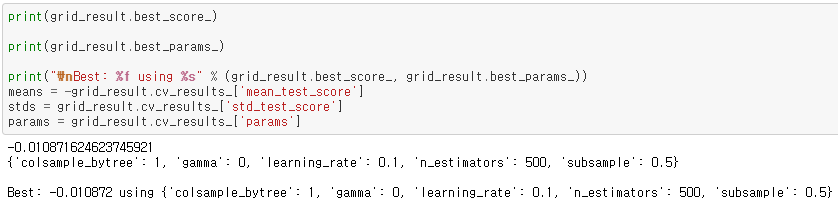 print(grid_result.best_score_)
print(grid_result.best_params_)
print("₩nBest: %f using %s" % (grid_result.best_score_, grid_result.best_params_))
means = -grid_result.cv_results_['mean_test_score']
stds = grid_result.cv_results_['std_test_score']
params = grid_result.cv_results_['params']
-0.010871624623745921
{'colsample_bytree': 1, 'gamma': 0, 'learning_rate': 0.1, 'n_estimators': 500, 'subsample': 0.5}
Best: -0.010872 using {'colsample_bytree': 1, 'gamma': 0, 'learning_rate': 0.1, 'n_estimators': 500, 'subsample': 0.5}